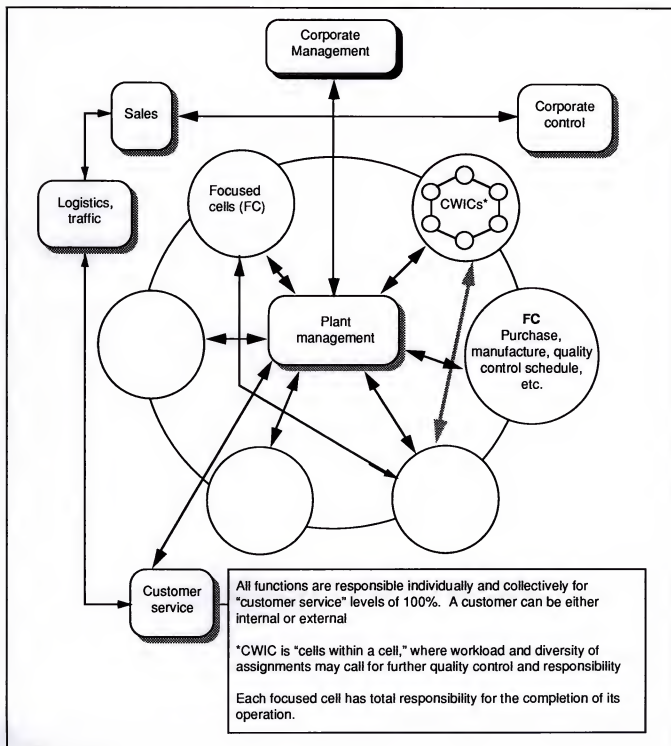 Corporate
Management
Sales
Corporate
control
Logistics,
traffic
Focused
cells (FC)
CWICs*
Plant
management
FC
Purchase,
manufacture, quality
control schedule,
etc.
Customer
service
All functions are responsible individually and collectively for
"customer service" levels of 100%. A customer can be either
internal or external
*CWIC is "cells within a cell," where workload and diversity of
assignments may call for further quality control and responsibility
Each focused cell has total responsibility for the completion of its
operation.